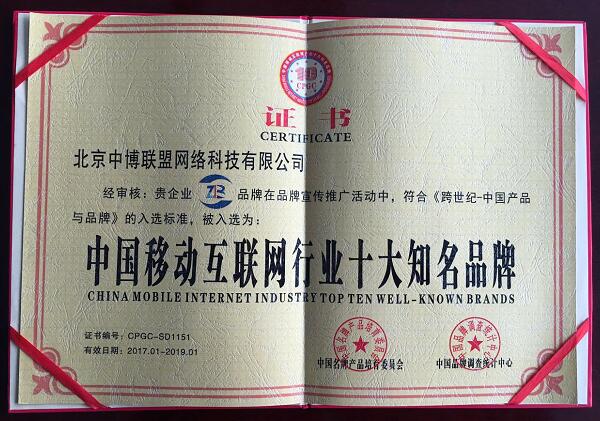 CPGC
证书
CERTIFICATE
北京中博联盟网络科技有限公司
经审核：贵企业 ZB 品牌在品牌宣传推广活动中，符合《跨世纪-中国产品
与品牌》的入选标准，被入选为：
中国移动互联网行业十大知名品牌
CHINA MOBILE INTERNET INDUSTRY TOP TEN WELL-KNOWN BRANDS
证书编号：CPGC-SD1151
有效日期：2017.01-2019.01
中国名牌产品培育委员会
中国品牌调查统计中心